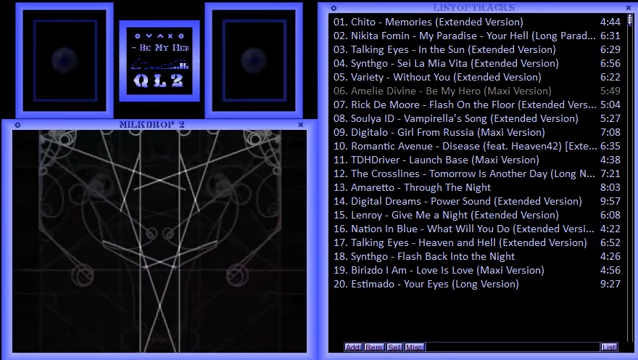 - Be My Her
QL2
MILKDROP 2
LISTOFTRACKS
01. Chito - Memories (Extended Version) 4:44
02. Nikita Fomin - My Paradise - Your Hell (Long Parad... 6:31
03. Talking Eyes - In the Sun (Extended Version) 6:29
04. Synthgo - Sei La Mia Vita (Extended Version) 6:56
05. Variety - Without You (Extended Version) 6:22
06. Amelie Divine - Be My Hero (Maxi Version) 5:49
07. Rick De Moore - Flash On the Floor (Extended Vers... 5:04
08. Soulya ID - Vampirella's Song (Extended Version) 5:27
09. Digitalo - Girl From Russia (Maxi Version) 7:08
10. Romantic Avenue - Disease (feat. Heaven42) [Exte... 6:35
11. TDHDriver - Launch Base (Maxi Version) 4:38
12. The Crosslines - Tomorrow Is Another Day (Long N... 7:21
13. Amaretto - Through The Night 8:03
14. Digital Dreams - Power Sound (Extended Version) 9:57
15. Lenroy - Give Me a Night (Extended Version) 6:08
16. Nation In Blue - What Will You Do (Extended Versi... 4:22
17. Talking Eyes - Heaven and Hell (Extended Version) 6:52
18. Synthgo - Flash Back Into the Night 4:26
19. Birizdo I Am - Love Is Love (Maxi Version) 4:56
20. Estimado - Your Eyes (Long Version) 9:27
Add Rem Sel Misc List